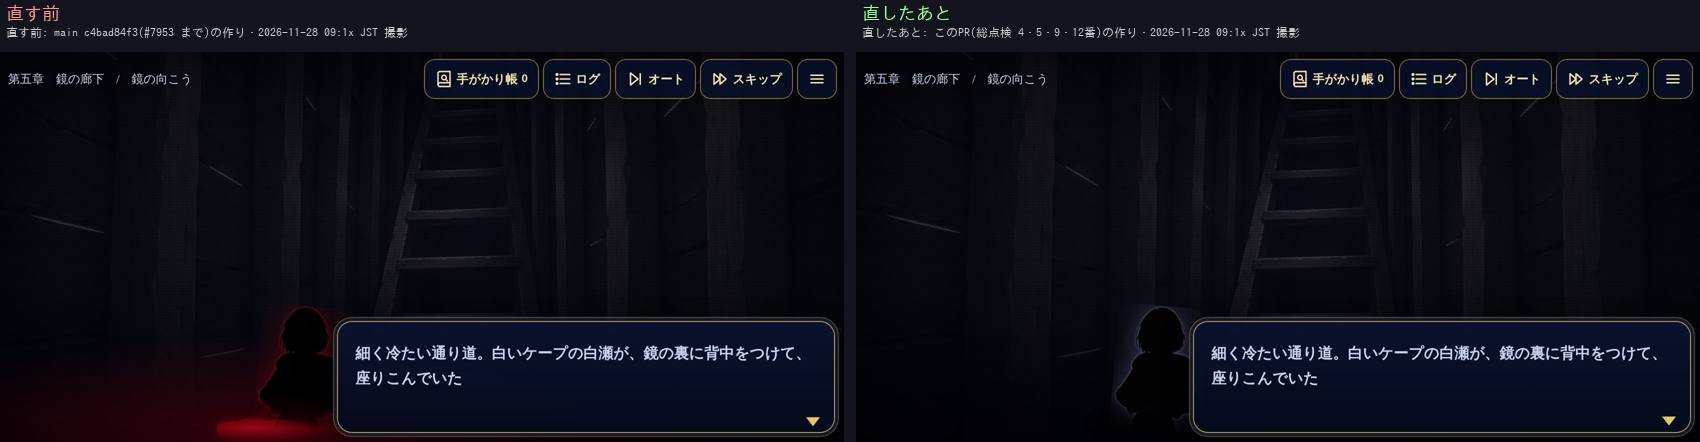 直す前
直す前: main c4bad84f3(#7953 まで)の作り・2026-11-28 09:1x JST 撮影
第五章 鏡の廊下 / 鏡の向こう
手がかり帳 0
ログ
オート
スキップ
細く冷たい通り道。白いケープの白瀬が、鏡の裏に背中をつけて、
座りこんでいた
直したあと
直したあと: このPR(総点検 4・5・9・12番)の作り・2026-11-28 09:1x JST 撮影
第五章 鏡の廊下 / 鏡の向こう
手がかり帳 0
ログ
オート
スキップ
細く冷たい通り道。白いケープの白瀬が、鏡の裏に背中をつけて、
座りこんでいた